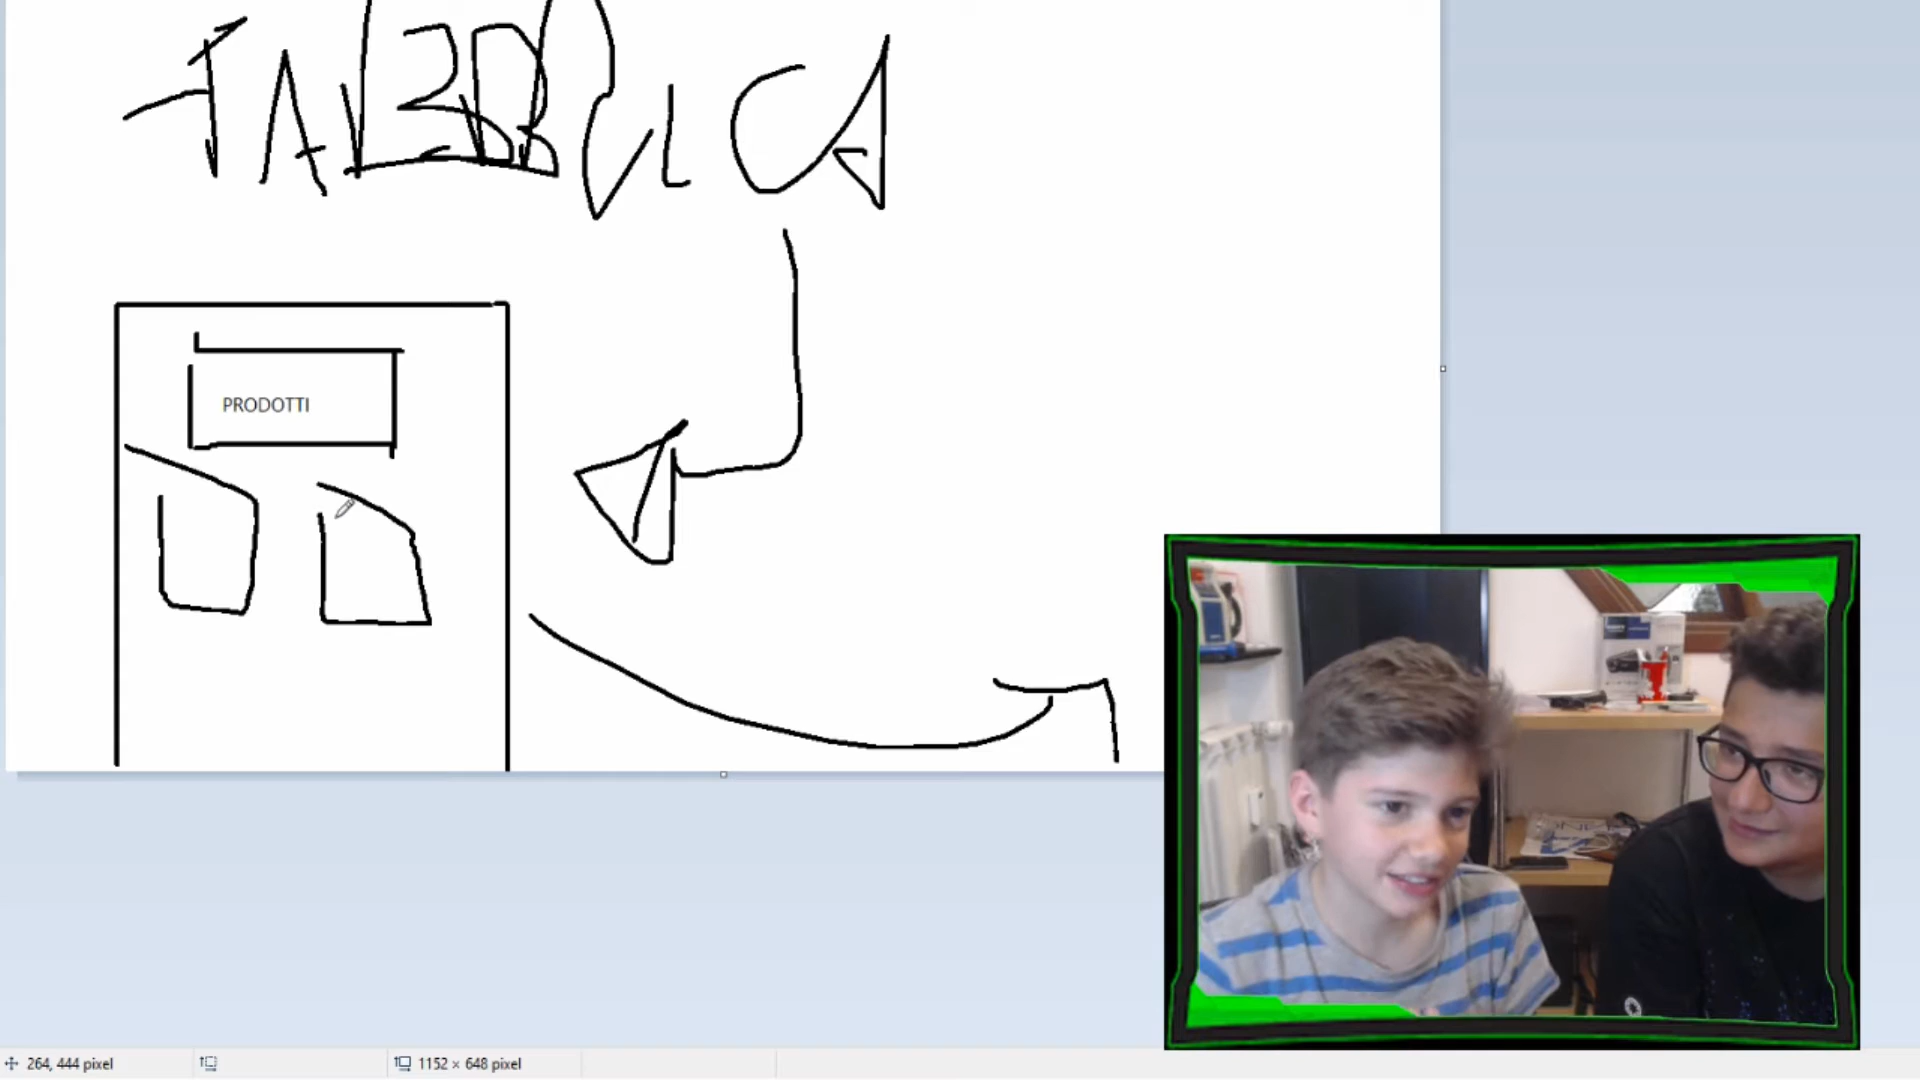 FABBRICA
PRODOTTI
264, 444 pixel
1152 × 648 pixel